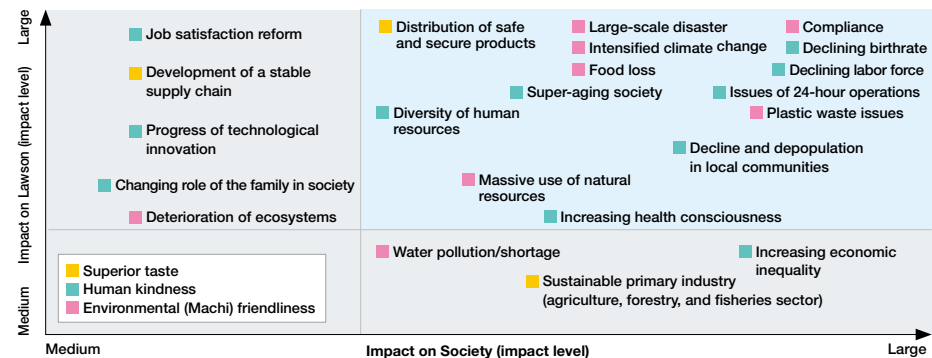 Large
Impact on Lawson (impact level)
Medium
Job satisfaction reform
Development of a stable
supply chain
Progress of technological
innovation
Changing role of the family in society
Deterioration of ecosystems
Distribution of safe
and secure products
Large-scale disaster
Intensified climate change
Food loss
Compliance
Declining birthrate
Declining labor force
Super-aging society
Issues of 24-hour operations
Diversity of human
resources
Plastic waste issues
Decline and depopulation
in local communities
Massive use of natural
resources
Increasing health consciousness
Water pollution/shortage
Increasing economic
inequality
Sustainable primary industry
(agriculture, forestry, and fisheries sector)
Superior taste
Human kindness
Environmental (Machi) friendliness
Medium
Impact on Society (impact level)
Large